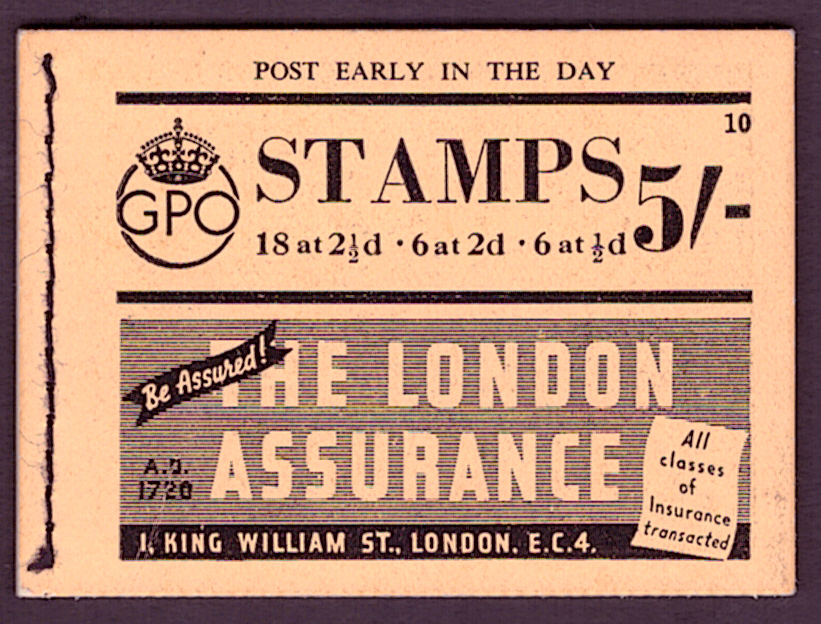 POST EARLY IN THE DAY
10
STAMPS 5/-
GPO
18 at 2½d · 6 at 2d · 6 at ½d
Be Assured!
THE LONDON
ASSURANCE
A.D.
1720
All
classes
of
Insurance
transacted
1, KING WILLIAM ST., LONDON. E.C.4.